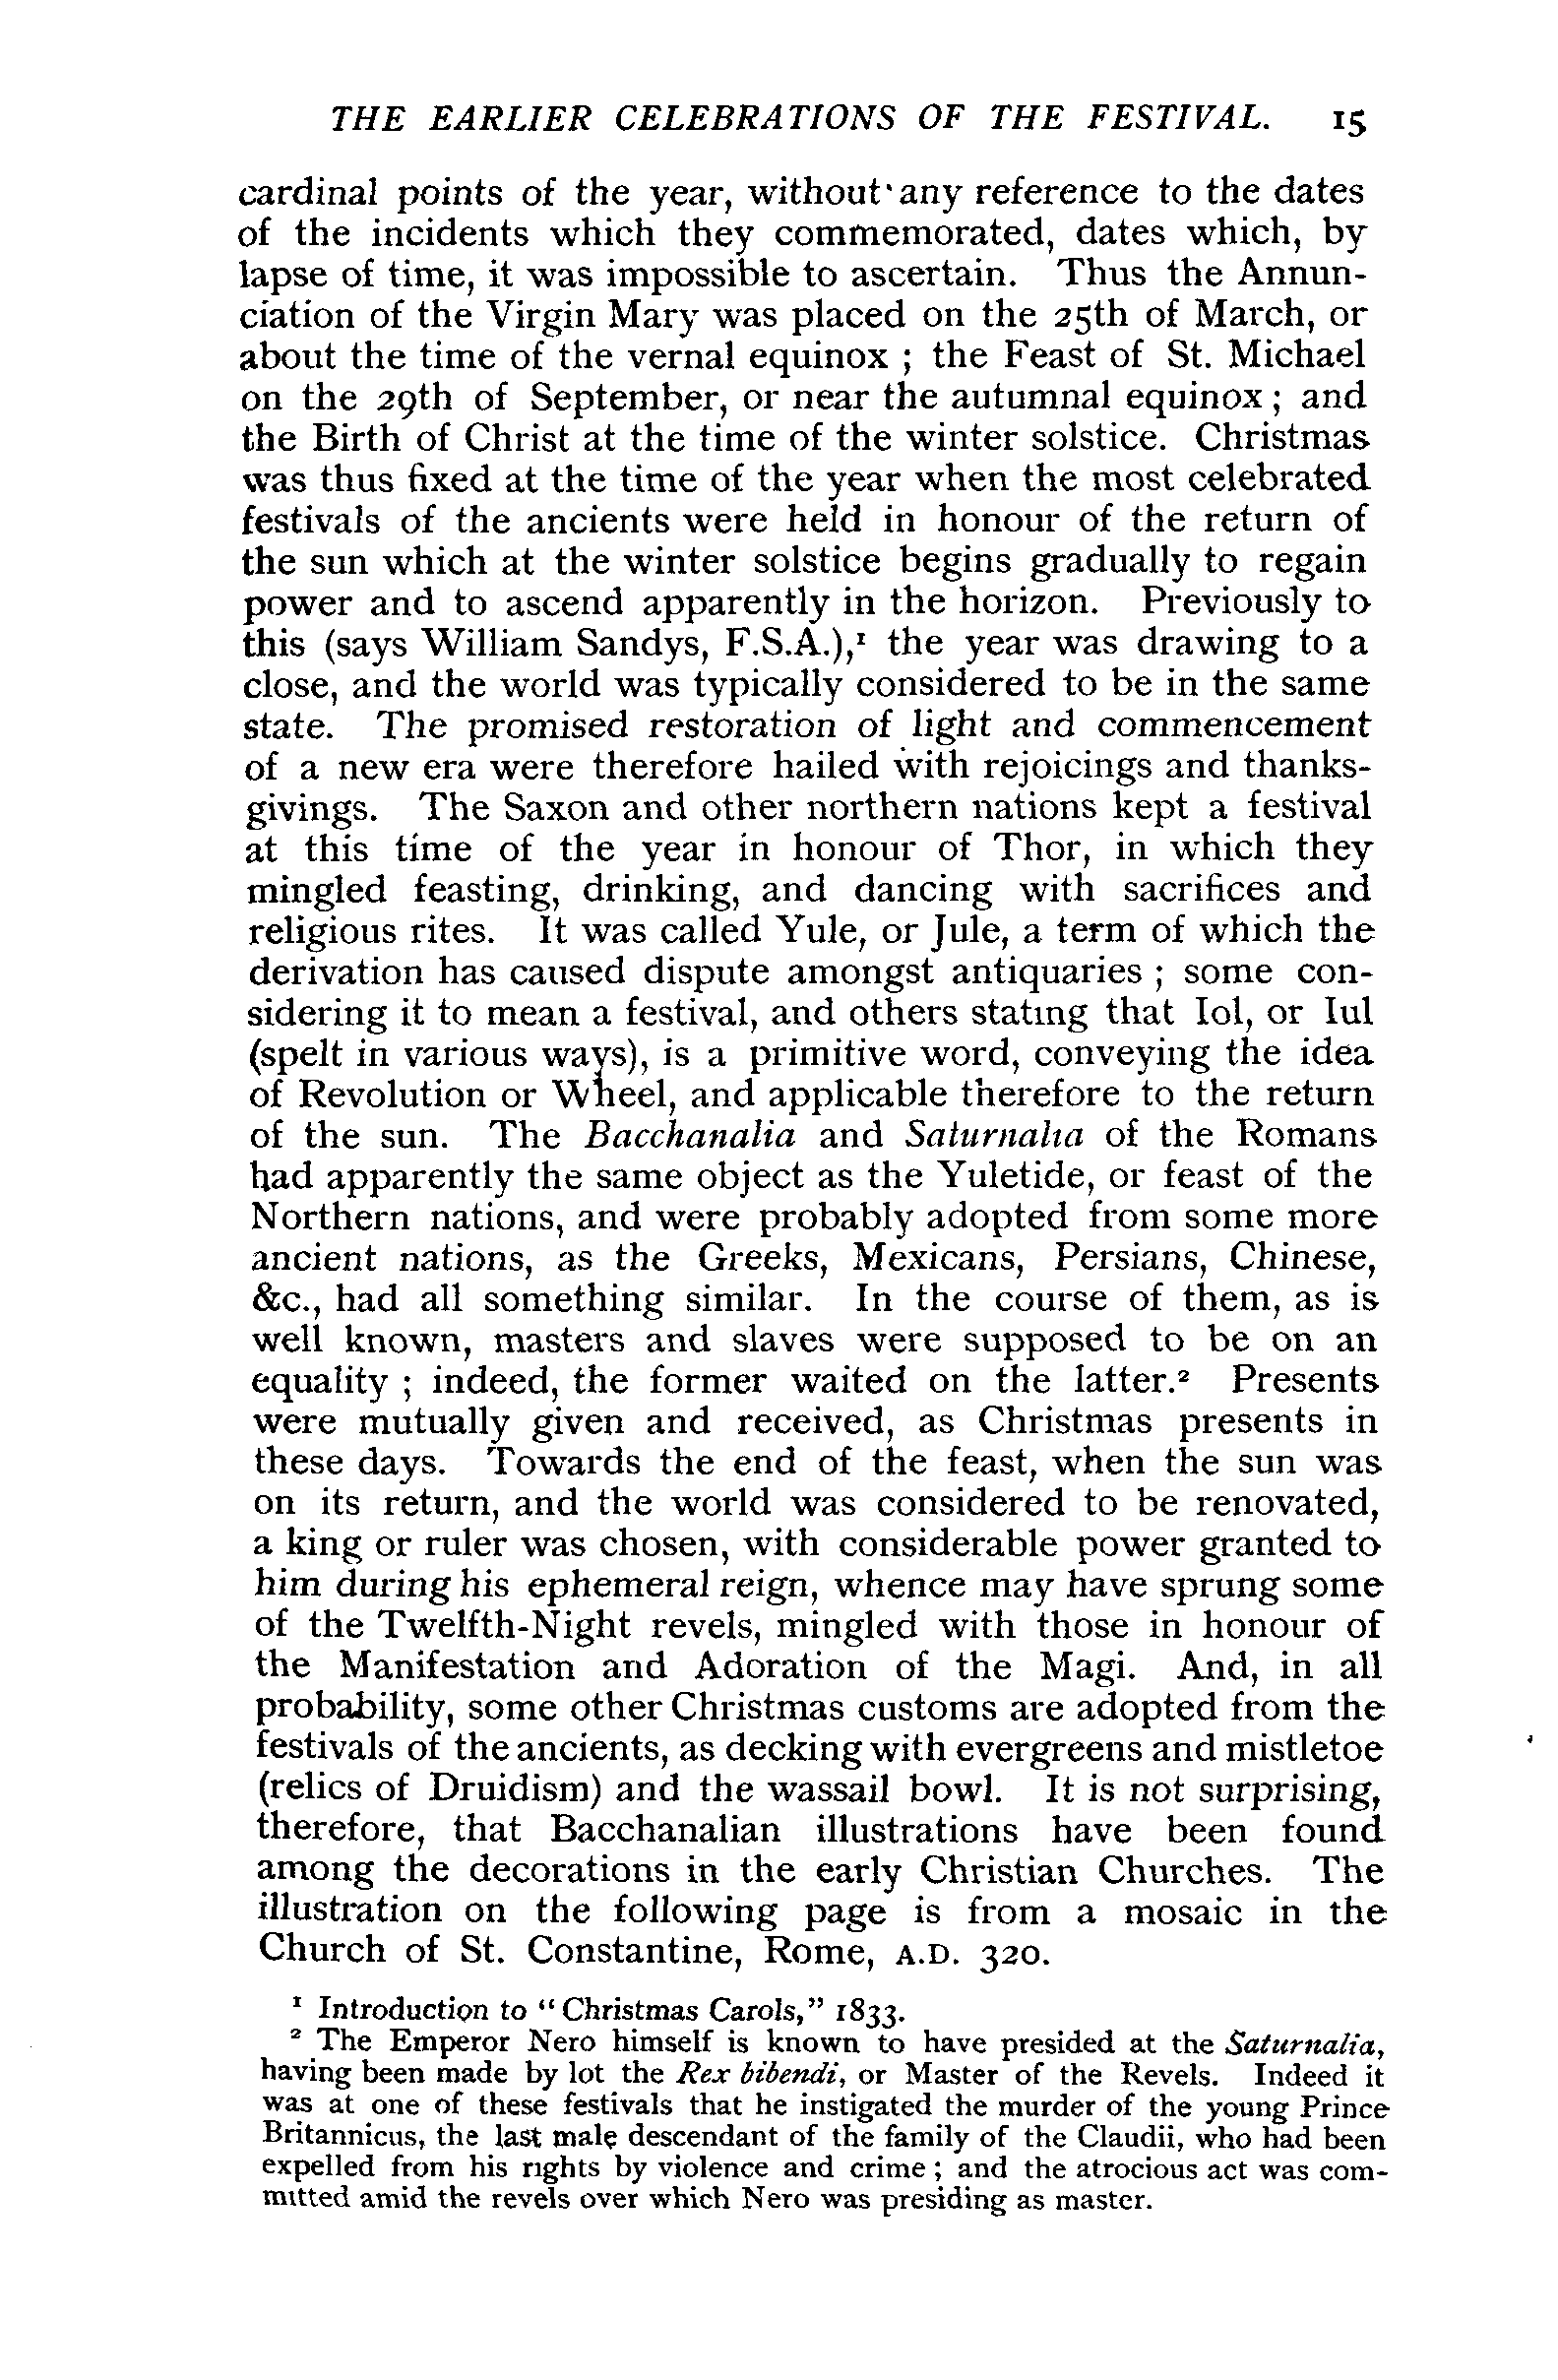 THE EARLIER CELEBRATIONS OF THE FESTIVAL. 15
cardinal points of the year, without any reference to the dates
of the incidents which they commemorated, dates which, by
lapse of time, it was impossible to ascertain. Thus the Annun-
ciation of the Virgin Mary was placed on the 25th of March, or
about the time of the vernal equinox ; the Feast of St. Michael
on the 29th of September, or near the autumnal equinox ; and
the Birth of Christ at the time of the winter solstice. Christmas
was thus fixed at the time of the year when the most celebrated
festivals of the ancients were held in honour of the return of
the sun which at the winter solstice begins gradually to regain
power and to ascend apparently in the horizon. Previously to
this (says William Sandys, F.S.A.),¹ the year was drawing to a
close, and the world was typically considered to be in the same
state. The promised restoration of light and commencement
of a new era were therefore hailed with rejoicings and thanks-
givings. The Saxon and other northern nations kept a festival
at this time of the year in honour of Thor, in which they
mingled feasting, drinking, and dancing with sacrifices and
religious rites. It was called Yule, or Jule, a term of which the
derivation has caused dispute amongst antiquaries ; some con-
sidering it to mean a festival, and others stating that Iol, or Iul
(spelt in various ways), is a primitive word, conveying the idea
of Revolution or Wheel, and applicable therefore to the return
of the sun. The Bacchanalia and Saturnalia of the Romans
had apparently the same object as the Yuletide, or feast of the
Northern nations, and were probably adopted from some more
ancient nations, as the Greeks, Mexicans, Persians, Chinese,
&c., had all something similar. In the course of them, as is
well known, masters and slaves were supposed to be on an
equality ; indeed, the former waited on the latter.² Presents
were mutually given and received, as Christmas presents in
these days. Towards the end of the feast, when the sun was
on its return, and the world was considered to be renovated,
a king or ruler was chosen, with considerable power granted to
him during his ephemeral reign, whence may have sprung some
of the Twelfth-Night revels, mingled with those in honour of
the Manifestation and Adoration of the Magi. And, in all
probability, some other Christmas customs are adopted from the
festivals of the ancients, as decking with evergreens and mistletoe
(relics of Druidism) and the wassail bowl. It is not surprising,
therefore, that Bacchanalian illustrations have been found
among the decorations in the early Christian Churches. The
illustration on the following page is from a mosaic in the
Church of St. Constantine, Rome, A.D. 320.
¹ Introduction to "Christmas Carols," 1833.
² The Emperor Nero himself is known to have presided at the Saturnalia,
having been made by lot the Rex bibendi, or Master of the Revels. Indeed it
was at one of these festivals that he instigated the murder of the young Prince
Britannicus, the last male descendant of the family of the Claudii, who had been
expelled from his rights by violence and crime ; and the atrocious act was com-
mitted amid the revels over which Nero was presiding as master.